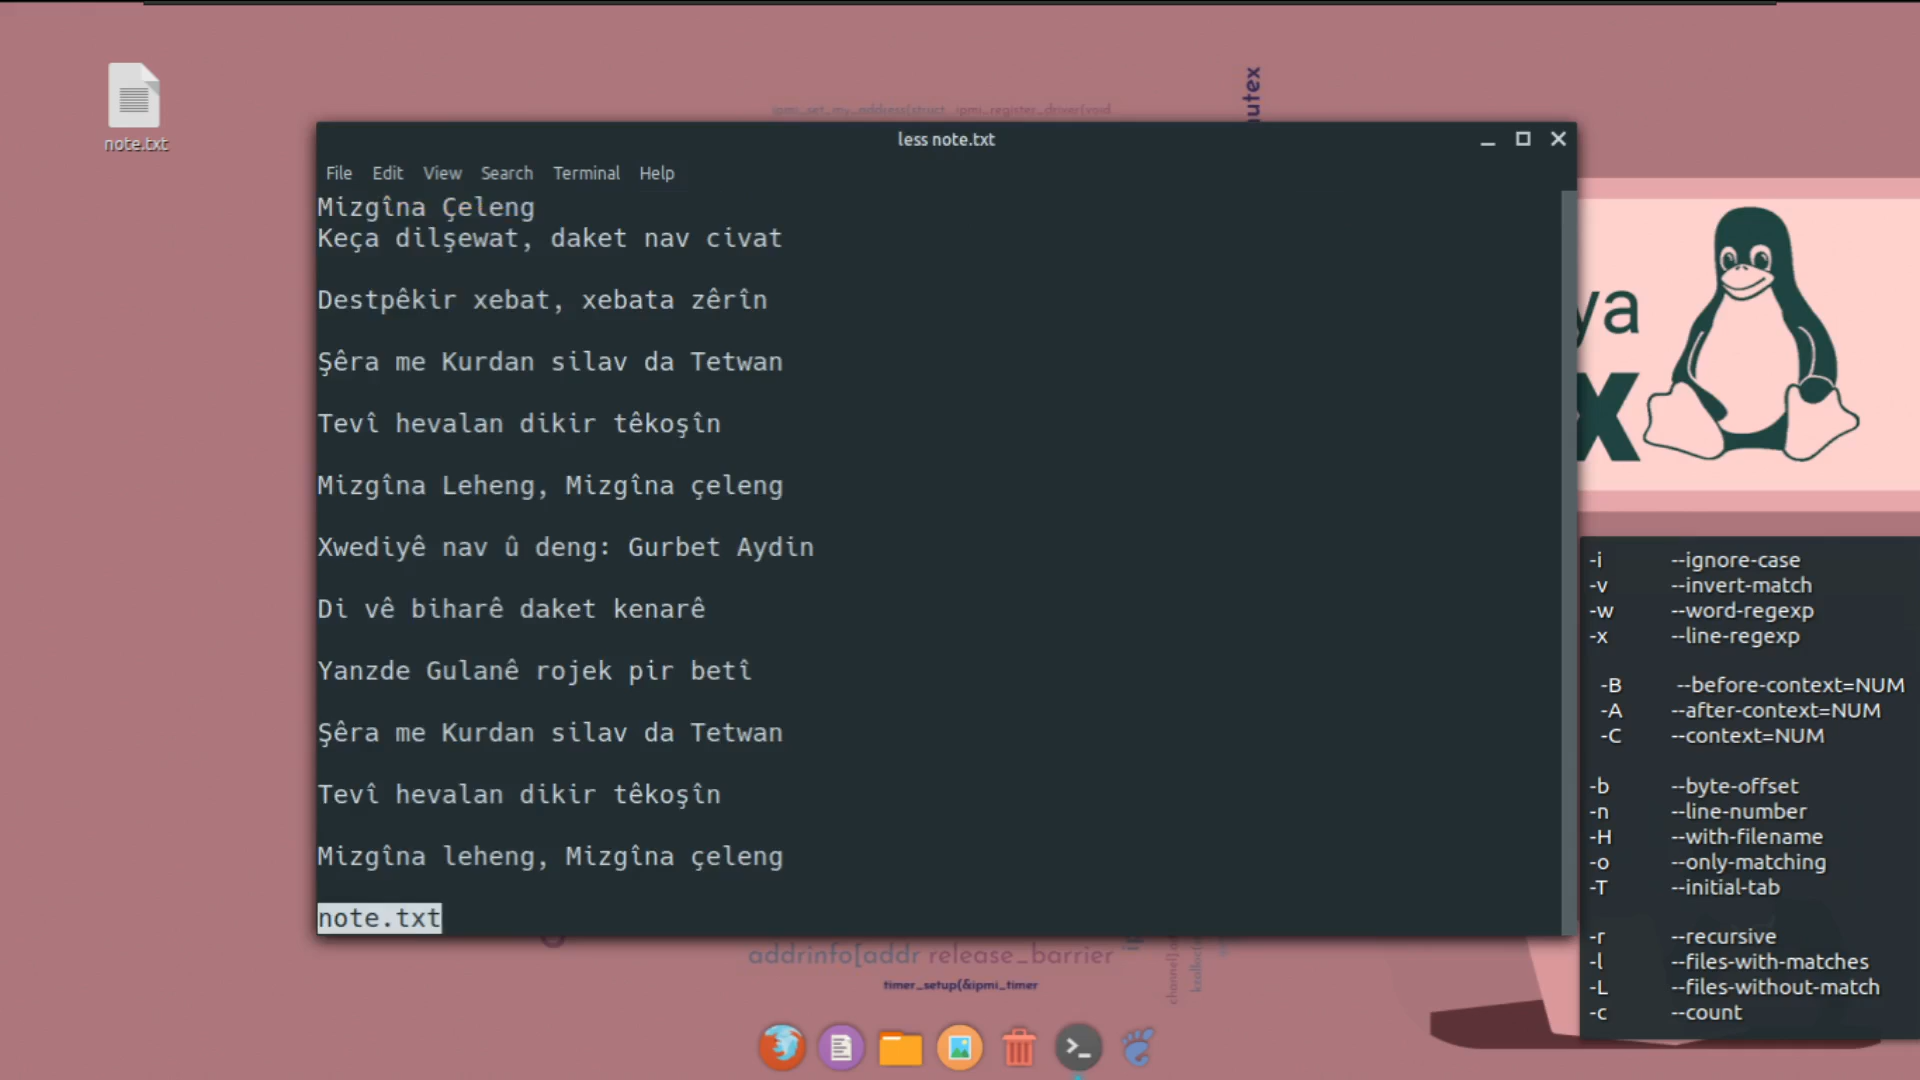 note.txt
ipmi_set_my_address(struct ipmi_register_driver(void
less note.txt
File Edit View Search Terminal Help
Mizgîna Çeleng
Keça dilşewat, daket nav civat
Destpêkir xebat, xebata zêrîn
Şêra me Kurdan silav da Tetwan
Tevî hevalan dikir têkoşîn
Mizgîna Leheng, Mizgîna çeleng
Xwediyê nav û deng: Gurbet Aydin
Di vê biharê daket kenarê
Yanzde Gulanê rojek pir betî
Şêra me Kurdan silav da Tetwan
Tevî hevalan dikir têkoşîn
Mizgîna leheng, Mizgîna çeleng
note.txt
ya
x
-i --ignore-case
-v --invert-match
-w --word-regexp
-x --line-regexp
-B --before-context=NUM
-A --after-context=NUM
-C --context=NUM
-b --byte-offset
-n --line-number
-H --with-filename
-o --only-matching
-T --initial-tab
-r --recursive
-l --files-with-matches
-L --files-without-match
-c --count
addrinfo[addr release_barrier
timer_setup(&ipmi_timer